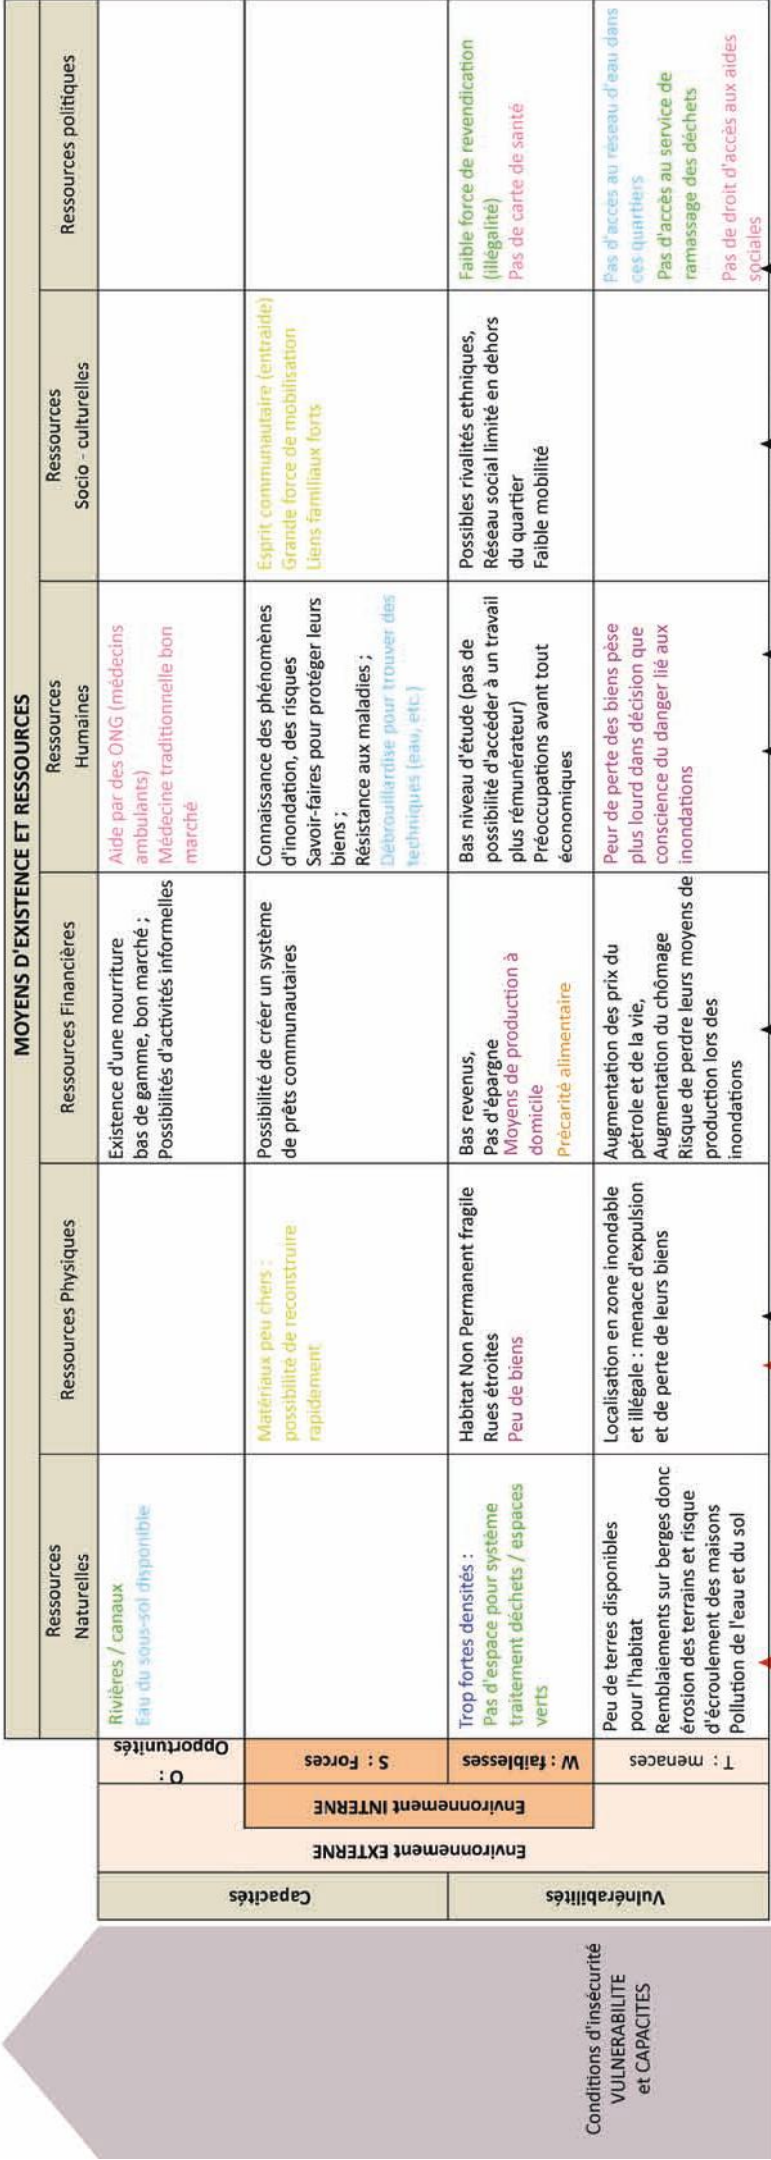 MOYENS D'EXISTENCE ET RESSOURCES
Ressources
Naturelles
Ressources Physiques
Ressources Financières
Ressources
Humaines
Ressources
Socio - culturelles
Ressources politiques
Conditions d'insécurité
VULNERABILITE
et CAPACITES
Capacités
Vulnérabilités
Environnement EXTERNE
Environnement INTERNE
O :
Opportunités
Rivières / canaux
Eau du sous-sol disponible
Existence d'une nourriture
bas de gamme, bon marché ;
Possibilités d'activités informelles
Aide par des ONG (médecins
ambulants)
Médecine traditionnelle bon
marché
S : Forces
Matériaux peu chers :
possibilité de reconstruire
rapidement
Possibilité de créer un système
de prêts communautaires
Connaissance des phénomènes
d'inondation, des risques
Savoir-faires pour protéger leurs
biens ;
Résistance aux maladies ;
Débrouillardise pour trouver des
techniques (eau, etc.)
Esprit communautaire (entraide)
Grande force de mobilisation
Liens familiaux forts
W : faiblesses
Trop fortes densités :
Pas d'espace pour système
traitement déchets / espaces
verts
Habitat Non Permanent fragile
Rues étroites
Peu de biens
Bas revenus,
Pas d'épargne
Moyens de production à
domicile
Précarité alimentaire
Bas niveau d'étude (pas de
possibilité d'accéder à un travail
plus rémunérateur)
Préoccupations avant tout
économiques
Possibles rivalités ethniques,
Réseau social limité en dehors
du quartier
Faible mobilité
Faible force de revendication
(illégalité)
Pas de carte de santé
T : menaces
Peu de terres disponibles
pour l'habitat
Remblaiements sur berges donc
érosion des terrains et risque
d'écroulement des maisons
Pollution de l'eau et du sol
Localisation en zone inondable
et illégale : menace d'expulsion
et de perte de leurs biens
Augmentation des prix du
pétrole et de la vie,
Augmentation du chômage
Risque de perdre leurs moyens de
production lors des
inondations
Peur de perte des biens pèse
plus lourd dans décision que
conscience du danger lié aux
inondations
Pas d'accès au réseau d'eau dans
ces quartiers
Pas d'accès au service de
ramassage des déchets
Pas de droit d'accès aux aides
sociales